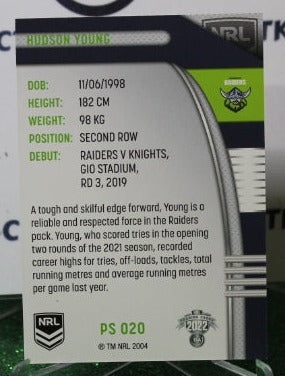 HUDSON YOUNG
NRL
RAIDERS
DOB: 11/06/1998
HEIGHT: 182 CM
WEIGHT: 98 KG
POSITION: SECOND ROW
DEBUT: RAIDERS V KNIGHTS,
GIO STADIUM,
RD 3, 2019
A tough and skilful edge forward, Young is a
reliable and respected force in the Raiders
pack. Young, who scored tries in the opening
two rounds of the 2021 season, recorded
career highs for tries, off-loads, tackles, total
running metres and average running metres
per game last year.
NRL
PS 020
2022
® TM NRL 2004